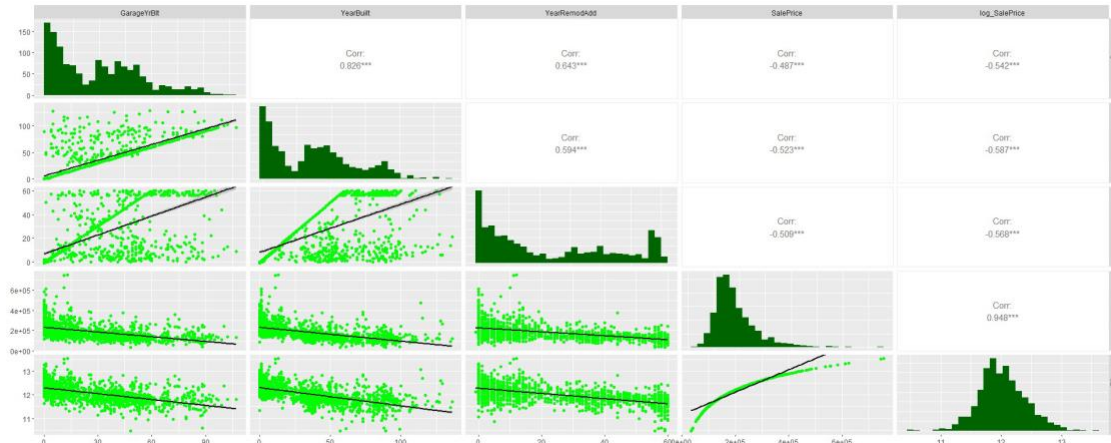 GarageYrBlt YearBuilt YearRemodAdd SalePrice log_SalePrice
150
100
50
0
Corr:
0.826***
Corr:
0.643***
Corr:
-0.487***
Corr:
-0.542***
100
50
0
Corr:
0.594***
Corr:
-0.523***
Corr:
-0.587***
60
40
20
0
Corr:
-0.509***
Corr:
-0.568***
6e+05
4e+05
2e+05
0e+00
Corr:
0.948***
13
12
11
0 30 60 90
0 50 100
0 20 40 60
0e+00 2e+05 4e+05 6e+05
11 12 13